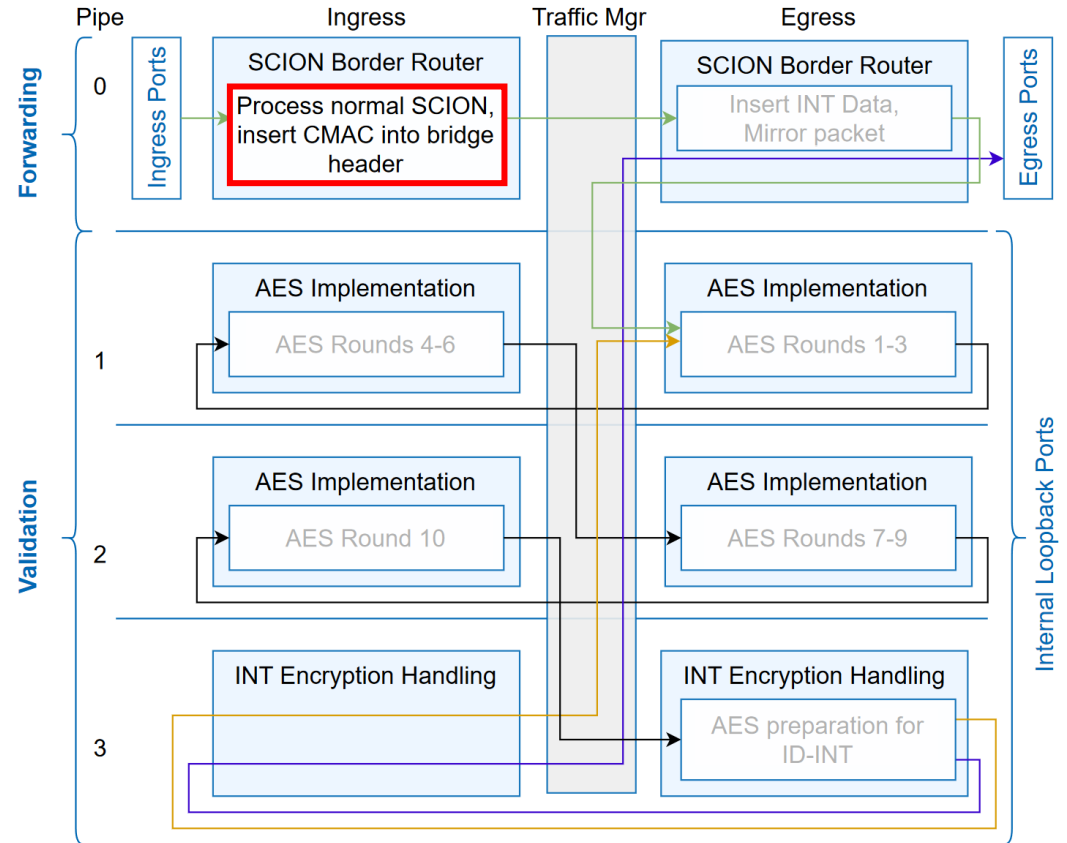 Pipe
Ingress
Traffic Mgr
Egress
Forwarding
0
Ingress Ports
SCION Border Router
Process normal SCION,
insert CMAC into bridge
header
SCION Border Router
Insert INT Data,
Mirror packet
Egress Ports
Validation
1
AES Implementation
AES Rounds 4-6
AES Implementation
AES Rounds 1-3
2
AES Implementation
AES Round 10
AES Implementation
AES Rounds 7-9
Internal Loopback Ports
3
INT Encryption Handling
INT Encryption Handling
AES preparation for
ID-INT